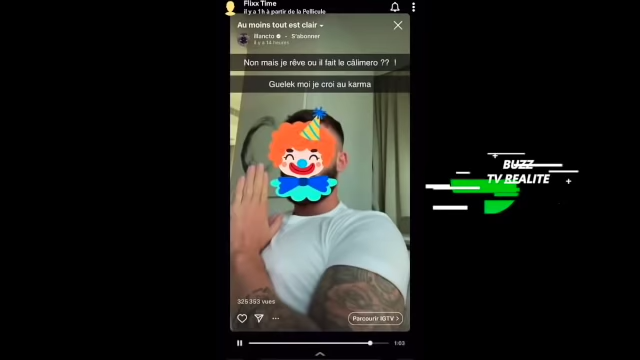 Flixx Time
il y a 1h à partir de la Pellicule
Au moins tout est clair
lllancto • S'abonner
il y a 14 heures
Non mais je rêve ou il fait le câlimero ?? !
Guelek moi je croi au karma
BUZZ
TV REALITE
325 353 vues
Parcourir IGTV >
1:03